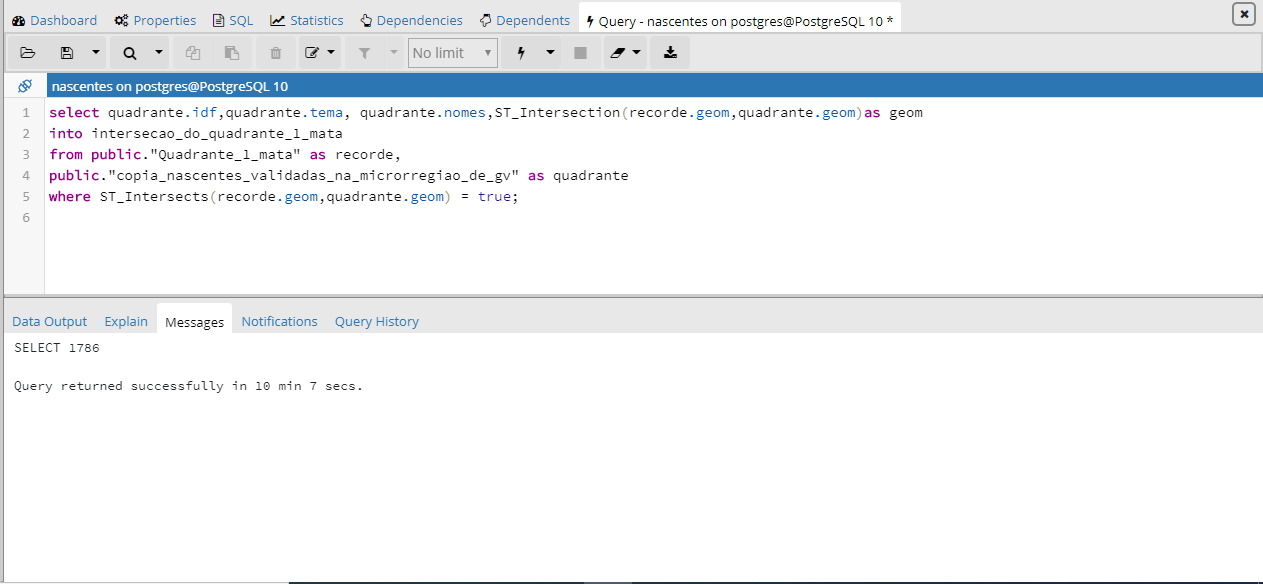 Dashboard Properties SQL Statistics Dependencies Dependents Query - nascentes on postgres@PostgreSQL 10 *
No limit
nascentes on postgres@PostgreSQL 10
1 select quadrante.idf,quadrante.tema, quadrante.nomes,ST_Intersection(recorde.geom,quadrante.geom)as geom
2 into intersecao_do_quadrante_1_mata
3 from public."Quadrante_1_mata" as recorde,
4 public."copia_nascentes_validadas_na_microrregiao_de_gv" as quadrante
5 where ST_Intersects(recorde.geom,quadrante.geom) = true;
6
Data Output Explain Messages Notifications Query History
SELECT 1786
Query returned successfully in 10 min 7 secs.